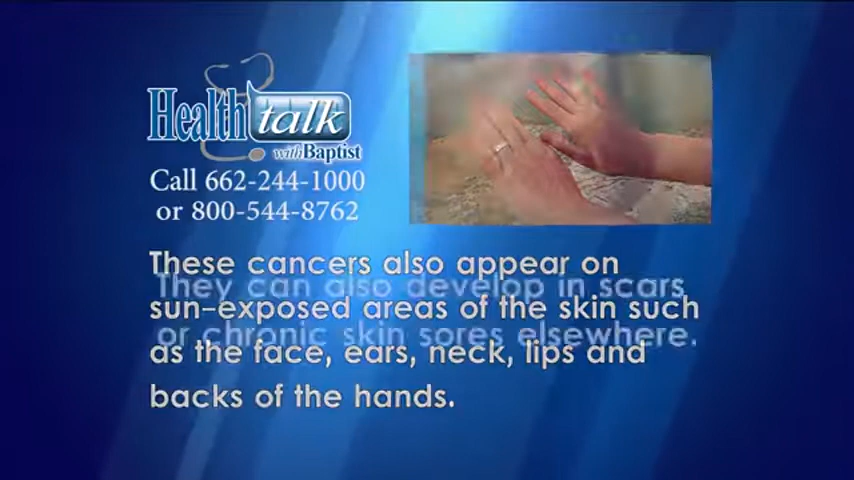 Health talk
with Baptist
Call 662-244-1000
or 800-544-8762
These cancers also appear on
They can also develop in scars
sun-exposed areas of the skin such
or chronic skin sores elsewhere.
as the face, ears, neck, lips and
backs of the hands.